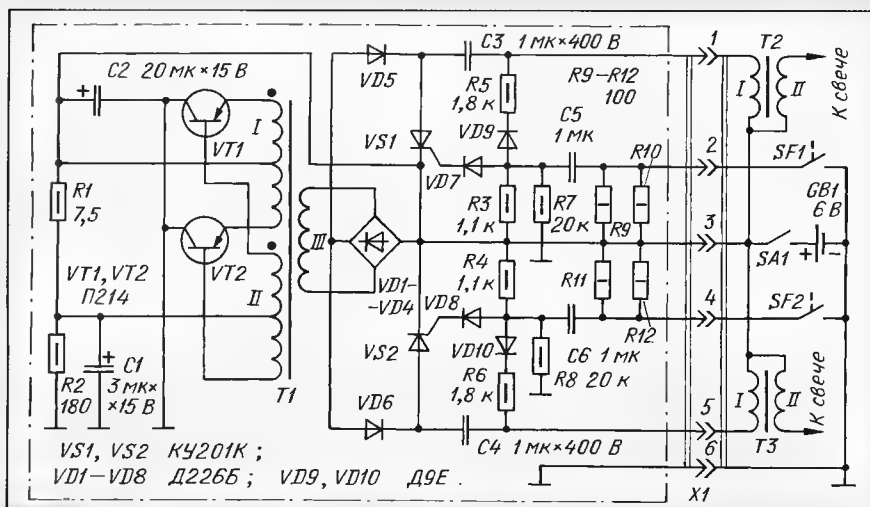 C2 20 мк×15 В
VT1
I
R1
7,5
VT2
VT1, VT2
П214
II
R2
180
C1
3 мк×
×15 В
T1
III
VD1-
-VD4
VD5
C3 1 мк×400 В
R5
1,8 к
R9-R12
100
VD9
C5
1 мк
VS1
VD7
R3
1,1 к
R7
20 к
R9
R10
R4
1,1 к
R11
R12
VD8
VS2
VD10
R6
1,8 к
C6 1 мк
R8 20 к
VD6
C4 1 мк×400 В
1
2
3
4
5
6
X1
T2
I
II
К свече
SF1
GB1
6 В
SA1
+ -
SF2
I
II
T3
К свече
VS1, VS2 КУ201К;
VD1-VD8 Д226Б; VD9, VD10 Д9Е.